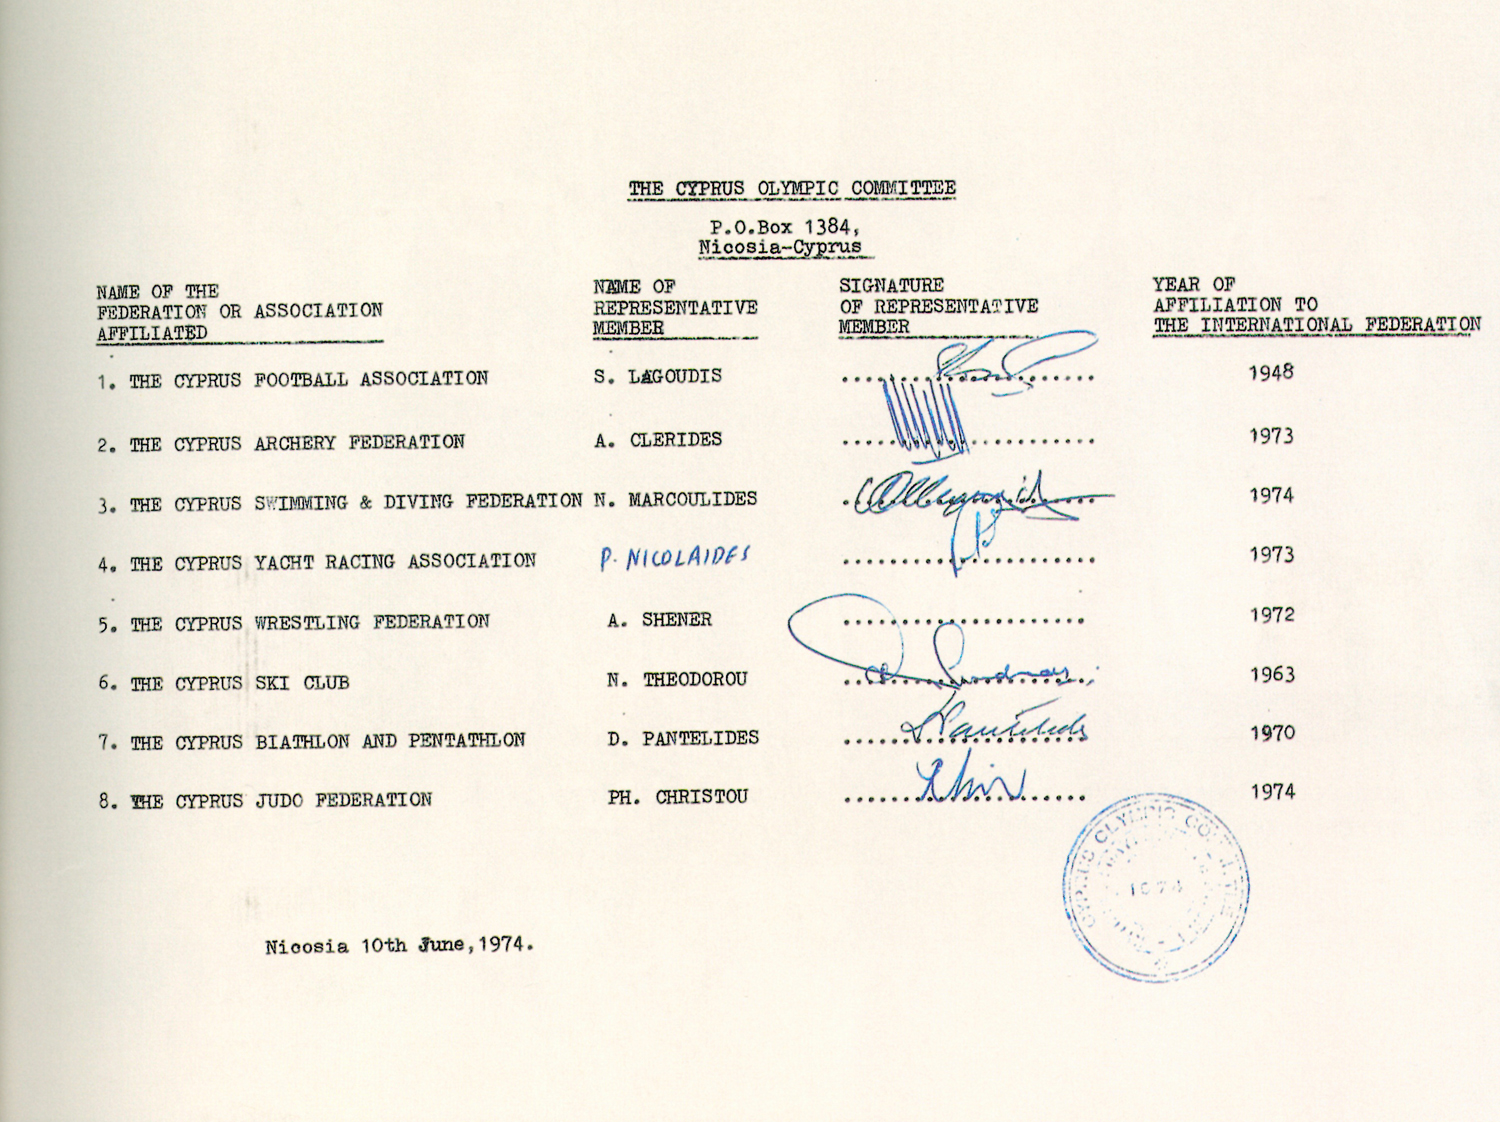 THE CYPRUS OLYMPIC COMMITTEE
P.O.Box 1384,
Nicosia-Cyprus
NAME OF THE
FEDERATION OR ASSOCIATION
AFFILIATED
NAME OF
REPRESENTATIVE
MEMBER
SIGNATURE
OF REPRESENTATIVE
MEMBER
YEAR OF
AFFILIATION TO
THE INTERNATIONAL FEDERATION
1. THE CYPRUS FOOTBALL ASSOCIATION S. LAGOUDIS 1948
2. THE CYPRUS ARCHERY FEDERATION A. CLERIDES 1973
3. THE CYPRUS SWIMMING & DIVING FEDERATION N. MARCOULIDES 1974
4. THE CYPRUS YACHT RACING ASSOCIATION P. NICOLAIDES 1973
5. THE CYPRUS WRESTLING FEDERATION A. SHENER 1972
6. THE CYPRUS SKI CLUB N. THEODOROU 1963
7. THE CYPRUS BIATHLON AND PENTATHLON D. PANTELIDES 1970
8. THE CYPRUS JUDO FEDERATION PH. CHRISTOU 1974
CYPRUS OLYMPIC COMMITTEE
1974
Nicosia 10th June,1974.